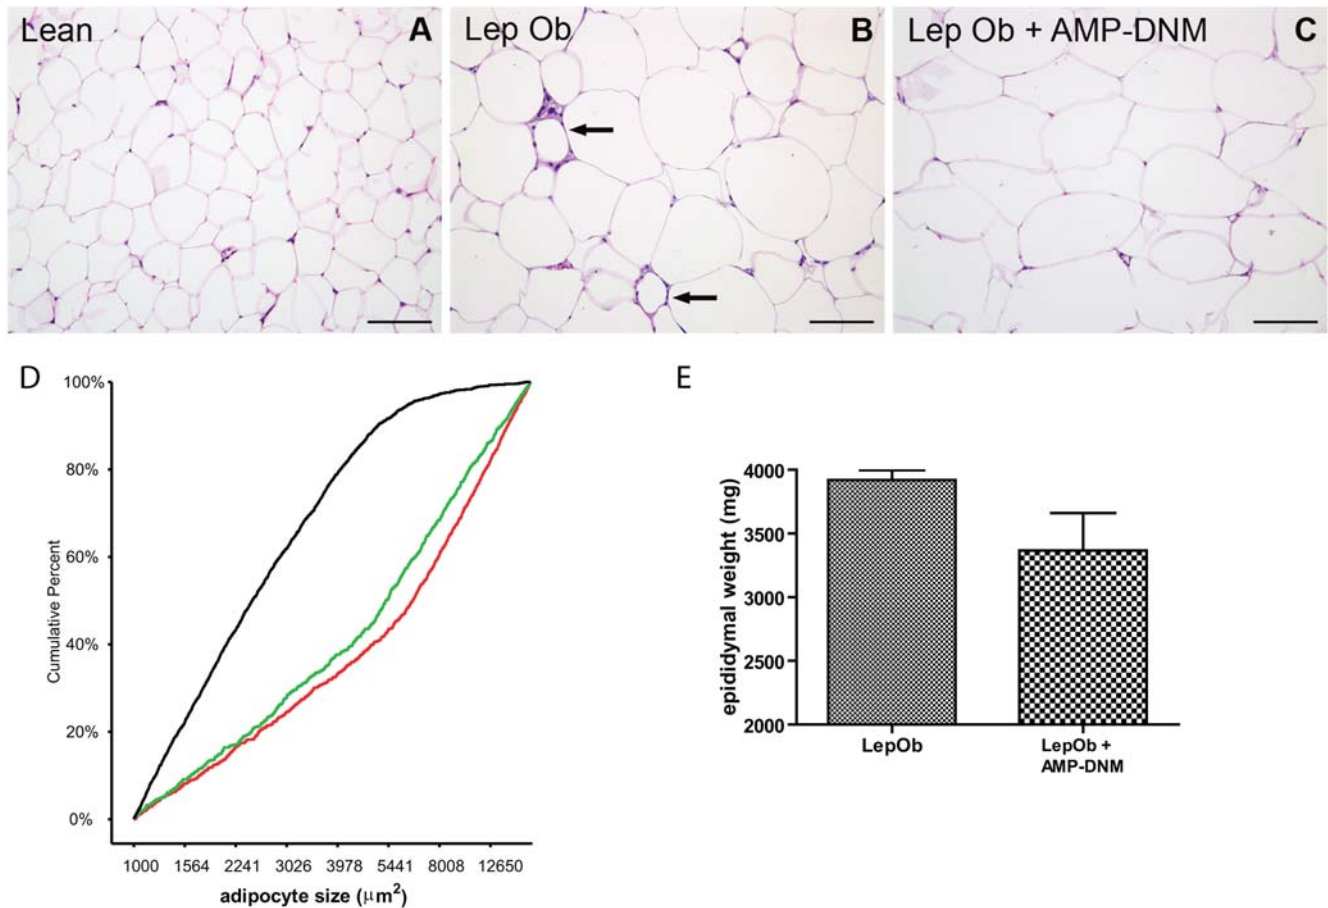 Lean A
Lep Ob B
Lep Ob + AMP-DNM C
D
100%
80%
60%
40%
20%
0%
Cumulative Percent
1000 1564 2241 3026 3978 5441 8008 12650
adipocyte size (μm²)
E
epididymal weight (mg)
4000
3500
3000
2500
2000
LepOb
LepOb +
AMP-DNM